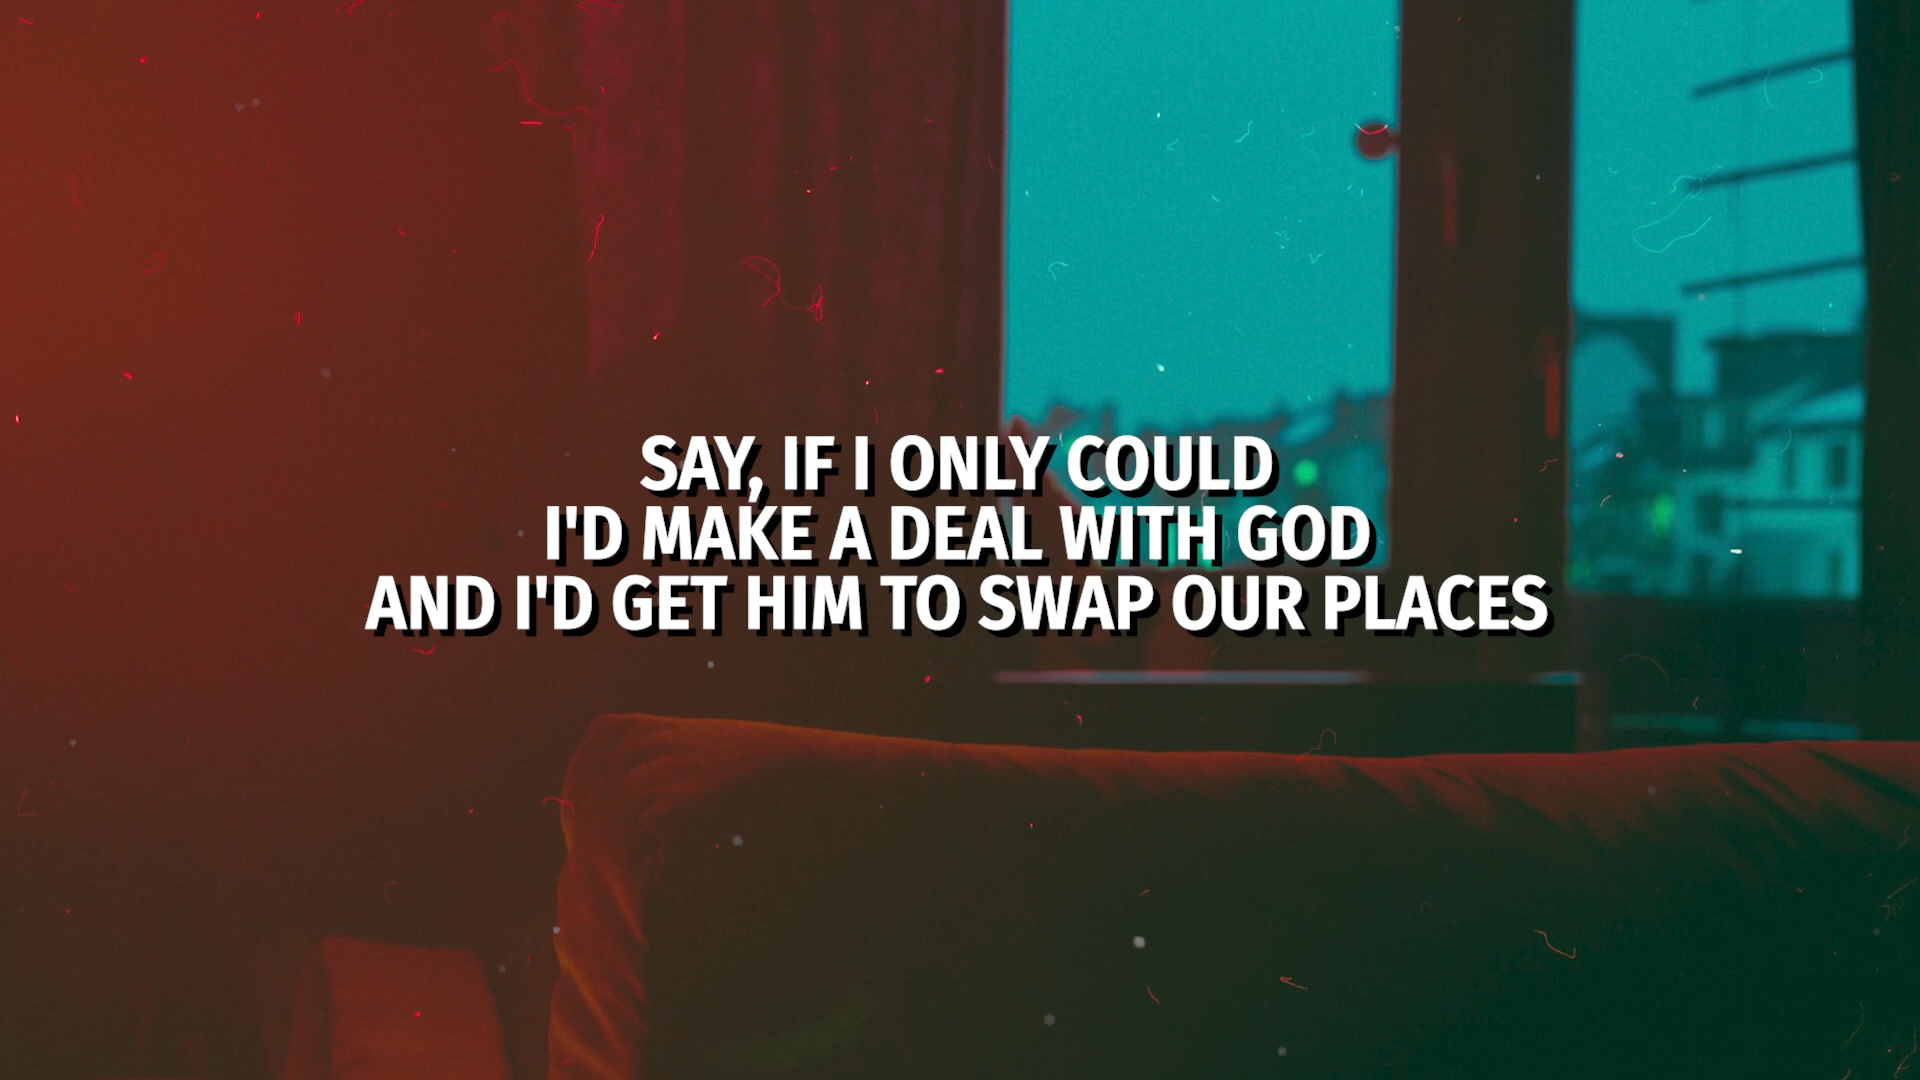 SAY, IF I ONLY COULD
I'D MAKE A DEAL WITH GOD
AND I'D GET HIM TO SWAP OUR PLACES